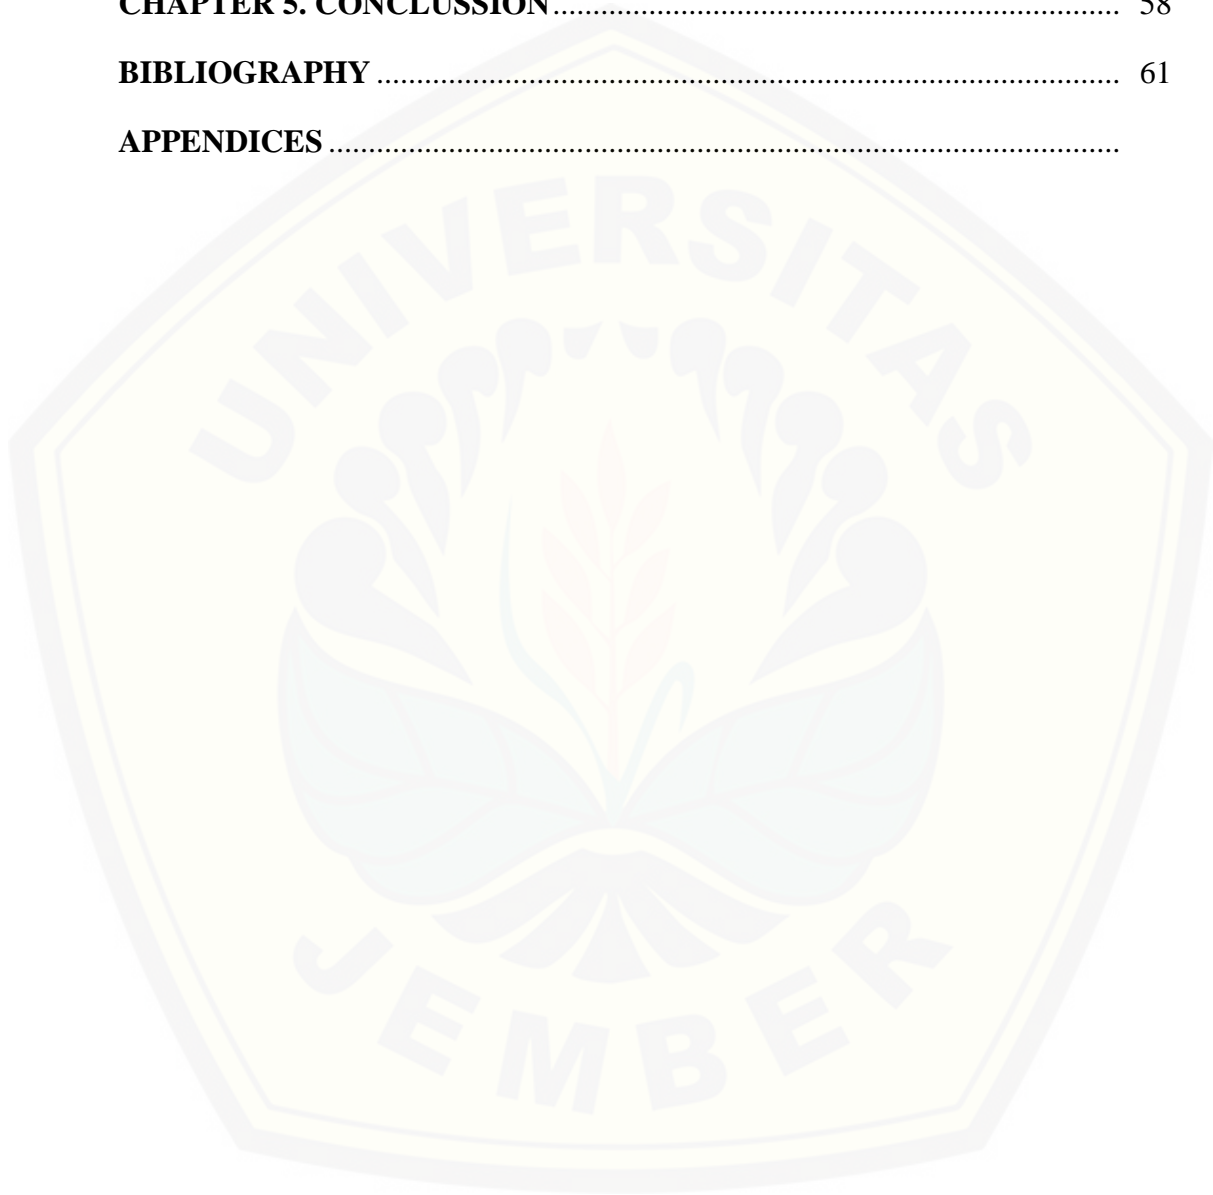 CHAPTER 5. CONCLUSSION........................................................................ 58
BIBLIOGRAPHY.............................................................................................. 61
APPENDICES....................................................................................................
UNIVERSITAS
JEMBER